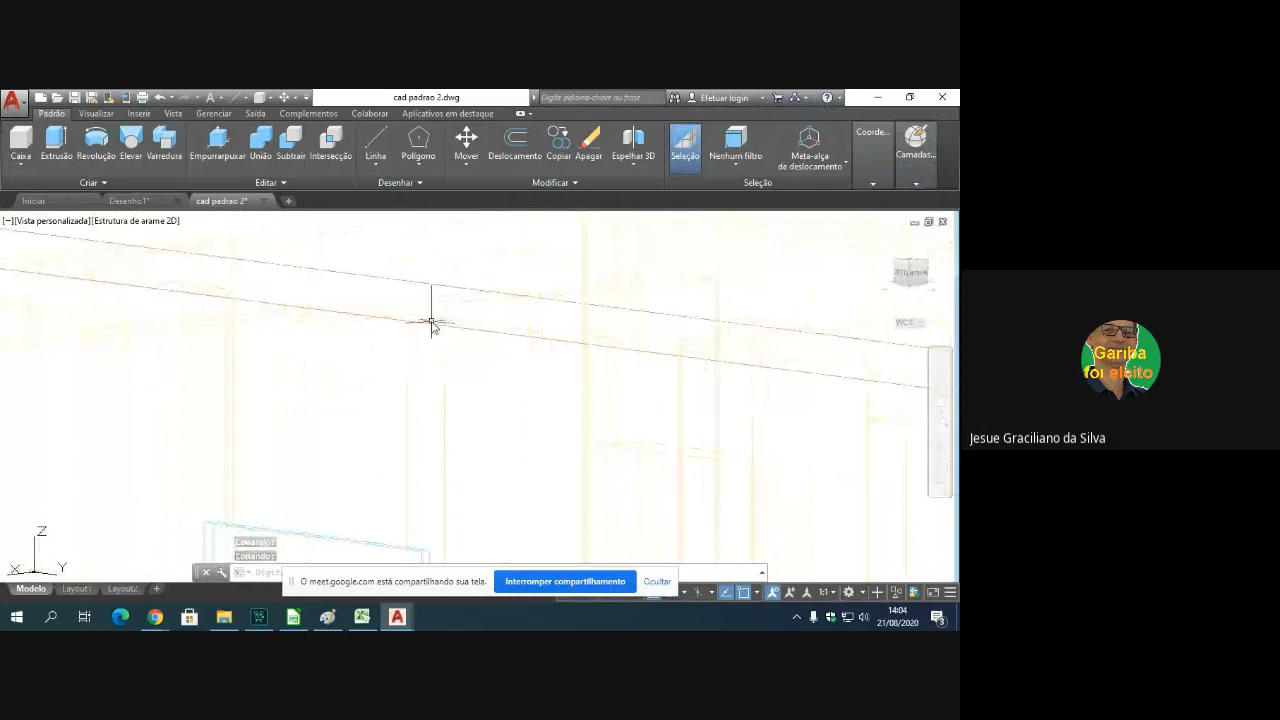 cad padrao 2.dwg
Digite palavra-chave ou frase
Efetuar login
Padrão Visualizar Inserir Vista Gerenciar Saída Complementos Colaborar Aplicativos em destaque
Caixa Extrusão Revolução Elevar Varredura Empurrarpuxar União Subtrair Intersecção Linha Polígono Mover Deslocamento Copiar Apagar Espelhar 3D Seleção Nenhum filtro Meta-alça
de deslocamento
Coorde...
Camadas...
Criar Editar Desenhar Modificar Seleção
Iniciar Desenho1* cad padrao 2*
[−][Vista personalizada][Estrutura de arame 2D]
WCS
Z
X Y
Comando:
Comando:
O meet.google.com está compartilhando sua tela. Interromper compartilhamento Ocultar
Modelo Layout1 Layout2 +
1:1
14:04
21/08/2020
3
Gariba
foi eleito
Jesue Graciliano da Silva